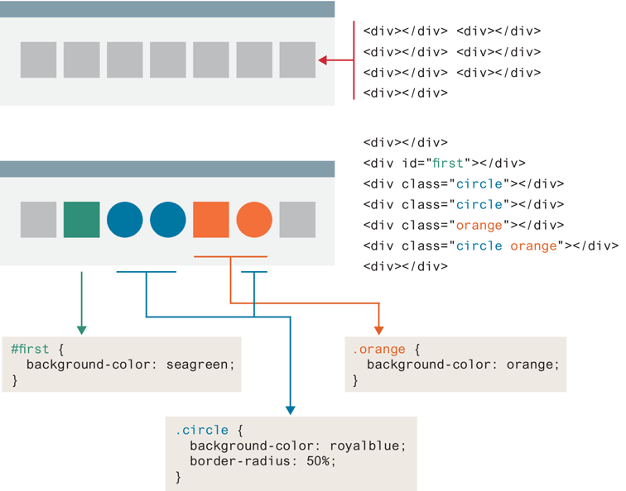 <div></div> <div></div>
<div></div> <div></div>
<div></div> <div></div>
<div></div>
<div></div>
<div id="first"></div>
<div class="circle"></div>
<div class="circle"></div>
<div class="orange"></div>
<div class="circle orange"></div>
<div></div>
#first {
background-color: seagreen;
}
.orange {
background-color: orange;
}
.circle {
background-color: royalblue;
border-radius: 50%;
}